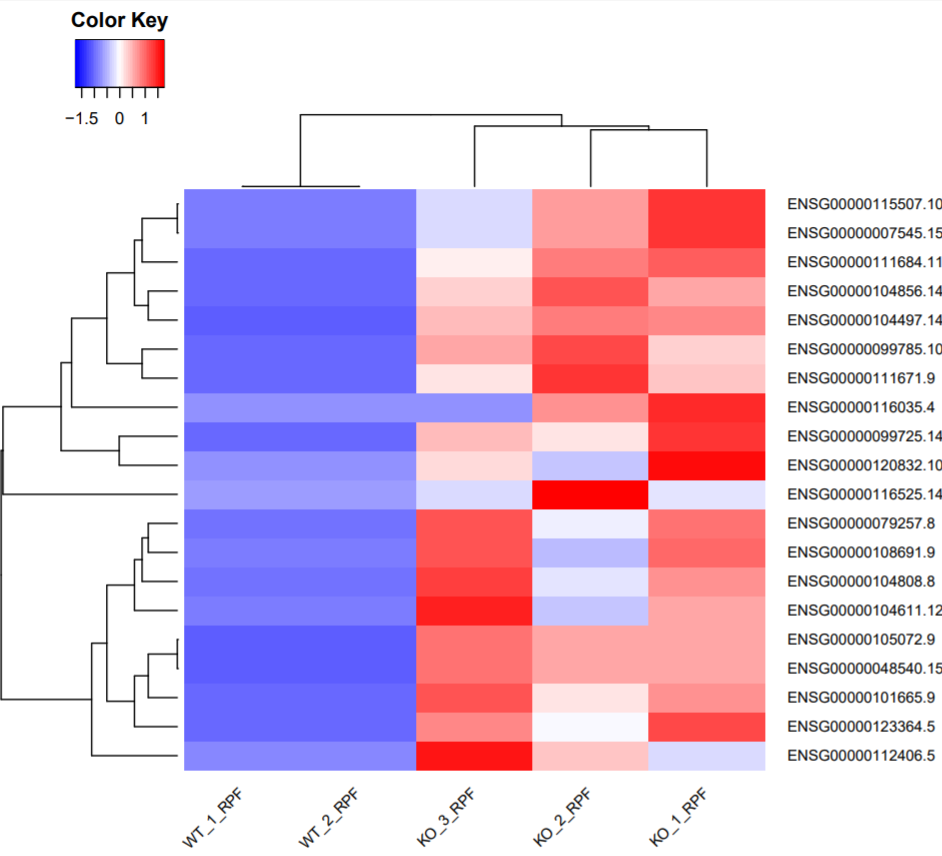 Color Key
−1.5 0 1
ENSG00000115507.10
ENSG00000007545.15
ENSG00000111684.11
ENSG00000104856.14
ENSG00000104497.14
ENSG00000099785.10
ENSG00000111671.9
ENSG00000116035.4
ENSG00000099725.14
ENSG00000120832.10
ENSG00000116525.14
ENSG00000079257.8
ENSG00000108691.9
ENSG00000104808.8
ENSG00000104611.12
ENSG00000105072.9
ENSG00000048540.15
ENSG00000101665.9
ENSG00000123364.5
ENSG00000112406.5
WT_1_RPF
WT_2_RPF
KO_3_RPF
KO_2_RPF
KO_1_RPF